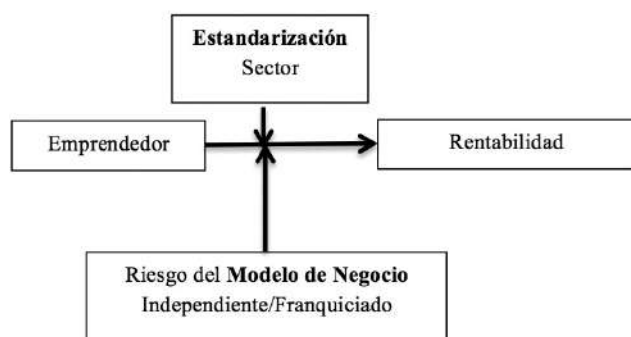 Estandarización
Sector
Emprendedor
Rentabilidad
Riesgo del Modelo de Negocio
Independiente/Franquiciado